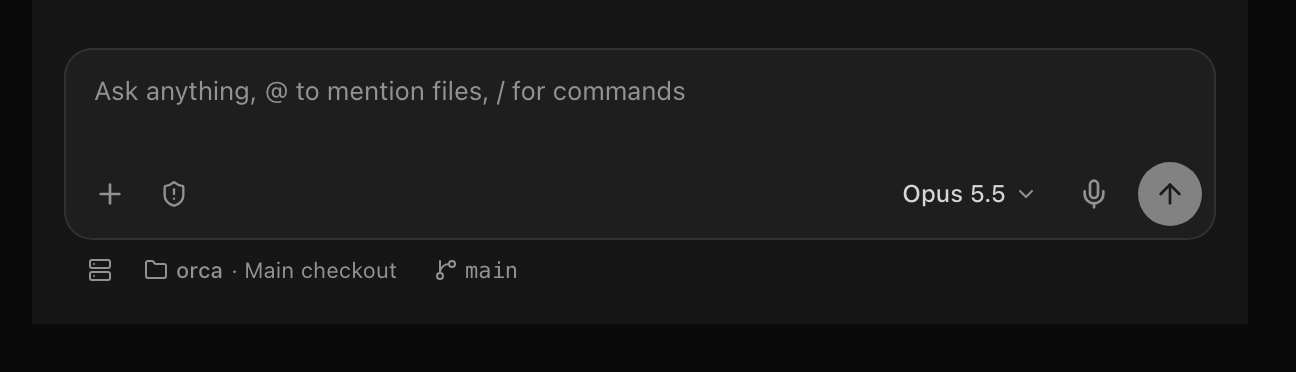 Ask anything, @ to mention files, / for commands
Opus 5.5
orca · Main checkout main